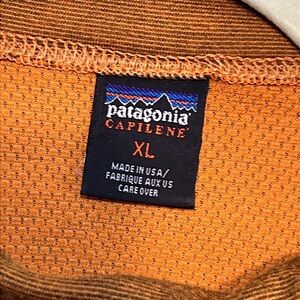 patagonia
CAPILENE
XL
MADE IN USA/
FABRIQUE AUX US
CARE OVER